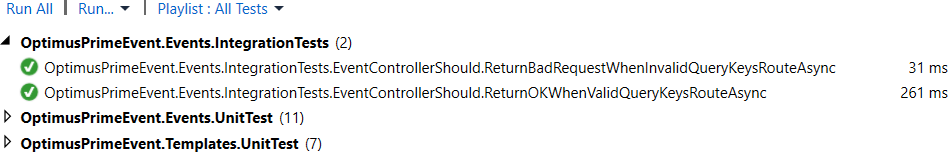 Run All | Run... Playlist : All Tests
OptimusPrimeEvent.Events.IntegrationTests (2)
OptimusPrimeEvent.Events.IntegrationTests.EventControllerShould.ReturnBadRequestWhenInvalidQueryKeysRouteAsync 31 ms
OptimusPrimeEvent.Events.IntegrationTests.EventControllerShould.ReturnOKWhenValidQueryKeysRouteAsync 261 ms
OptimusPrimeEvent.Events.UnitTest (11)
OptimusPrimeEvent.Templates.UnitTest (7)